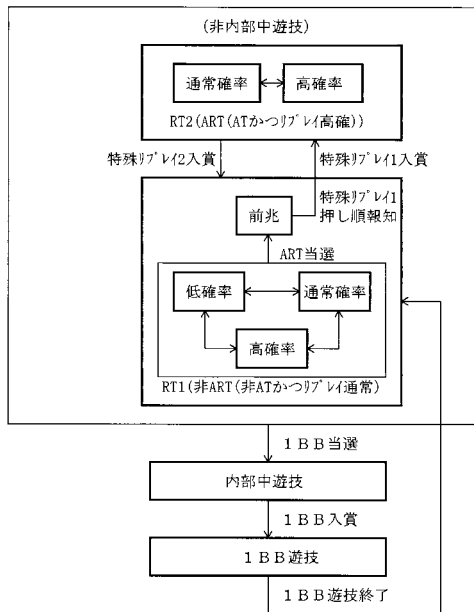 (非内部中遊技)
通常確率
高確率
RT2(ART(ATかつリプレイ高確))
特殊リプレイ2入賞
特殊リプレイ1入賞
特殊リプレイ1
押し順報知
前兆
ART当選
低確率
通常確率
高確率
RT1(非ART(非ATかつリプレイ通常)
1BB当選
内部中遊技
1BB入賞
1BB遊技
1BB遊技終了